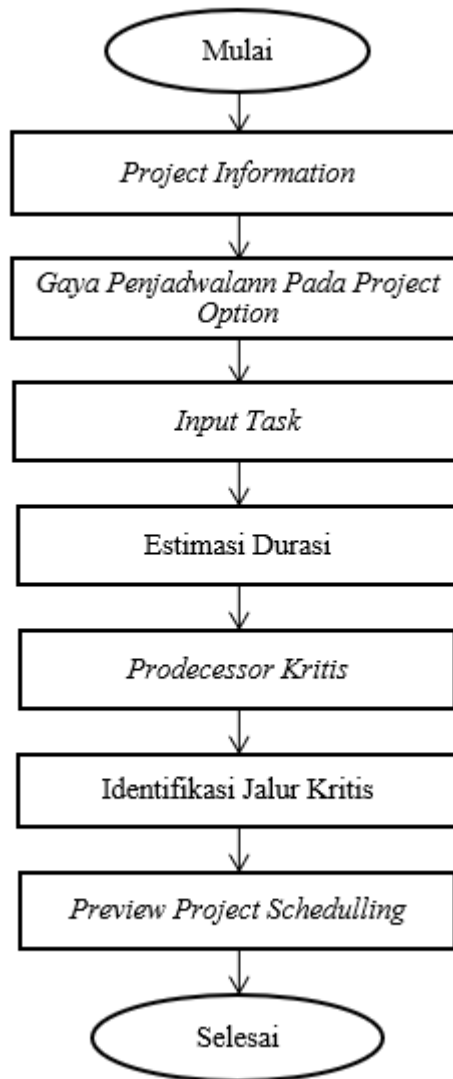 Mulai
Project Information
Gaya Penjadwalann Pada Project
Option
Input Task
Estimasi Durasi
Prodecessor Kritis
Identifikasi Jalur Kritis
Preview Project Schedulling
Selesai